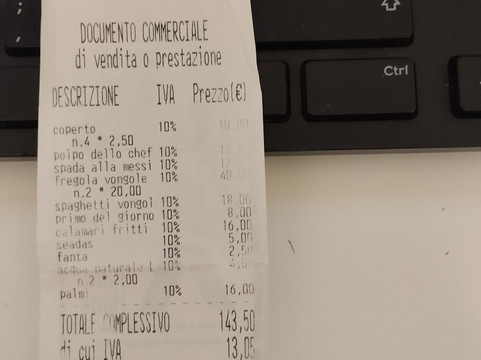 DOCUMENTO COMMERCIALE
di vendita o prestazione
DESCRIZIONE IVA Prezzo(€)
coperto 10% 10,00
n.4 * 2,50
polpo dello chef 10%
spada alla messi 10%
fregola vongole 10% 40,00
n.2 * 20,00
spaghetti vongol 10% 18,00
primo del giorno 10% 8,00
calamari fritti 10% 16,00
seadas 10% 5,00
fanta 10% 2,50
acqua naturale L 10% 4,00
n.2 * 2,00
palmi 10% 16,00
TOTALE COMPLESSIVO 143,50
di cui IVA 13,05
;
,
Ctrl